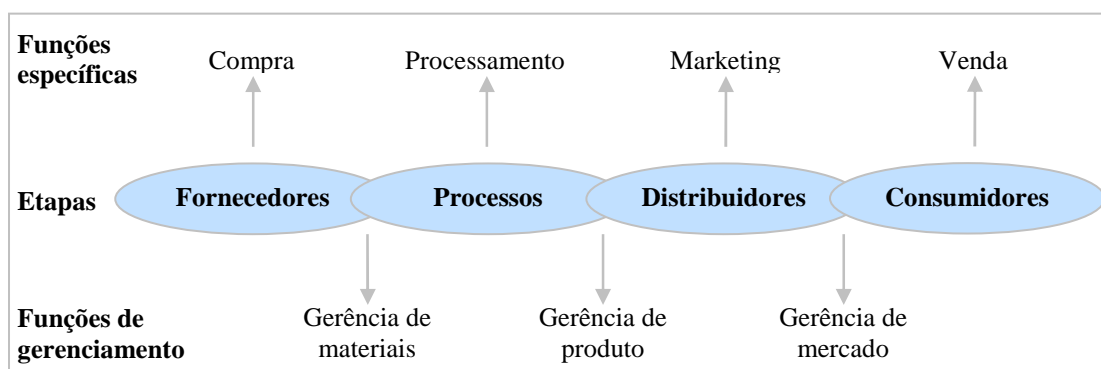 Funções
específicas
Compra
Processamento
Marketing
Venda
Etapas
Fornecedores
Processos
Distribuidores
Consumidores
Funções de
gerenciamento
Gerência de
materiais
Gerência de
produto
Gerência de
mercado